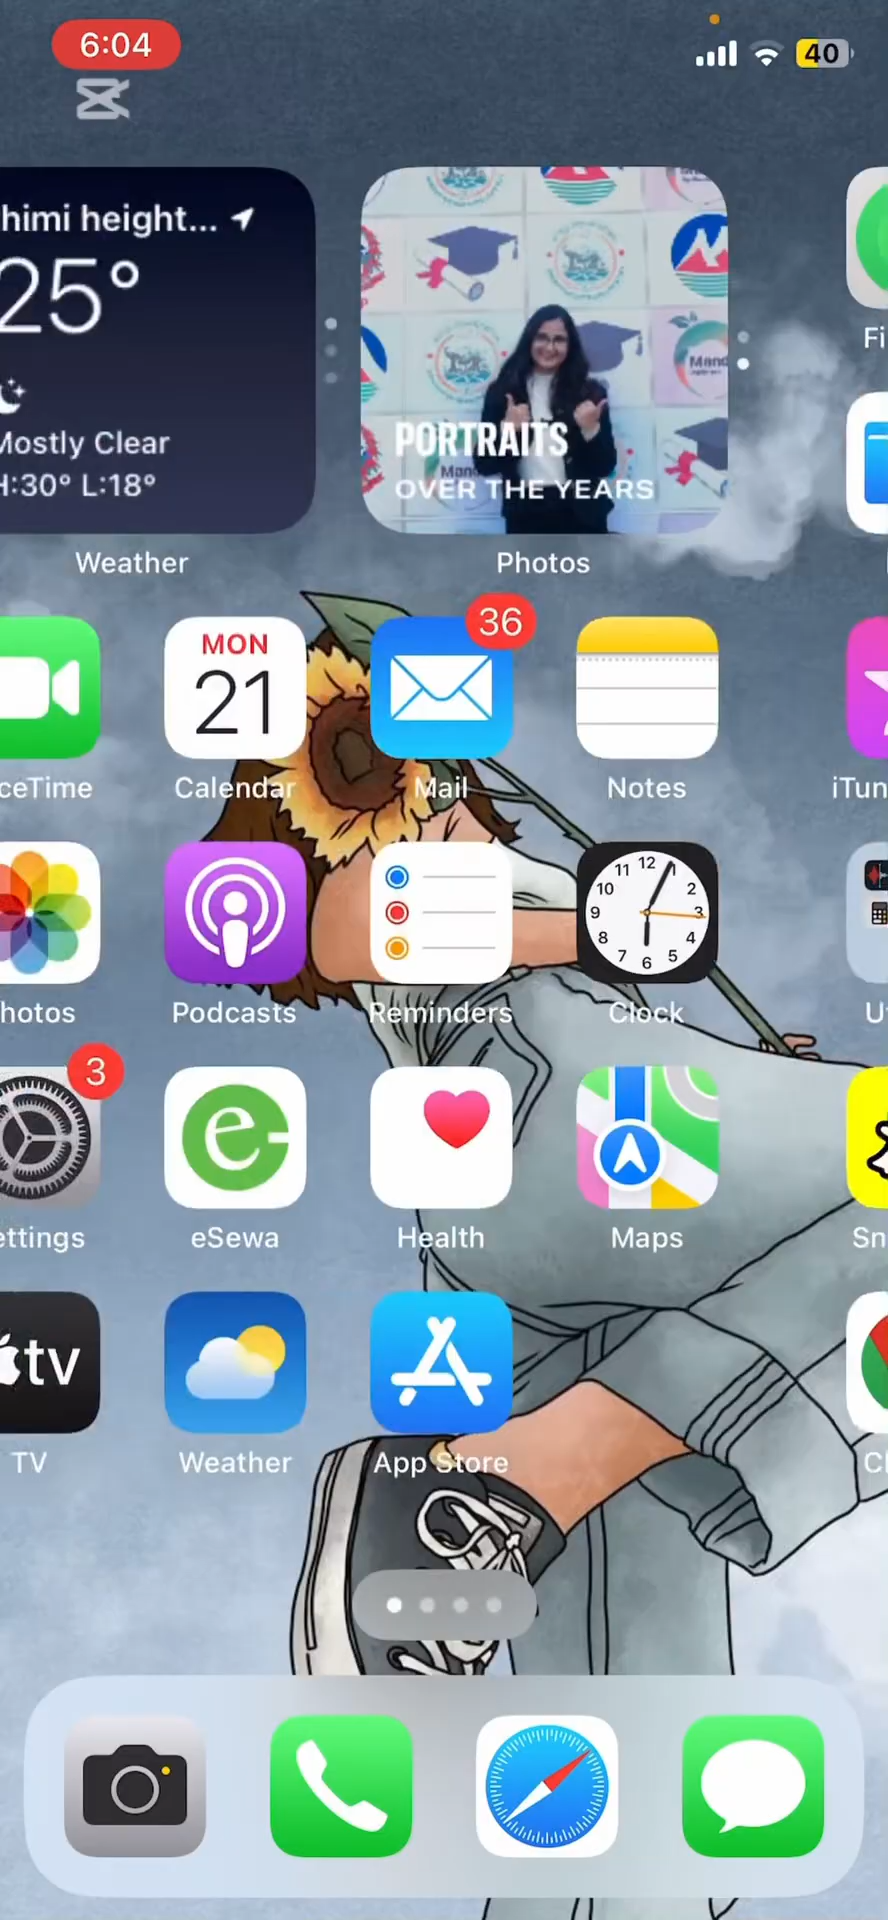 6:04
40
himi height...
25°
Mostly Clear
H:30° L:18°
Weather
PORTRAITS
OVER THE YEARS
Photos
Fi
MON
21
36
ceTime
Calendar
Mail
Notes
iTun
12
11
1
10
2
9
3
8
4
7
6
5
hotos
Podcasts
Reminders
Clock
U
3
e
ettings
eSewa
Health
Maps
Sn
tv
TV
Weather
App Store